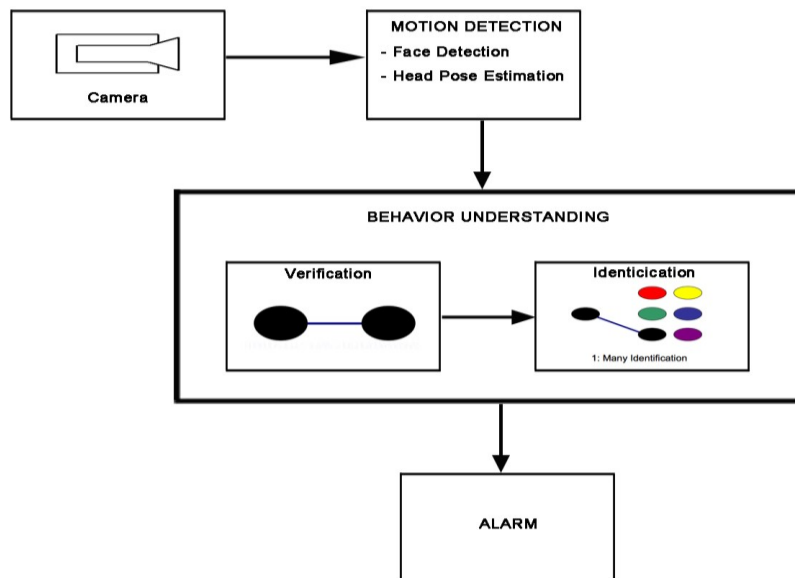 MOTION DETECTION
- Face Detection
- Head Pose Estimation
Camera
BEHAVIOR UNDERSTANDING
Verification
Identicication
1: Many Identification
ALARM